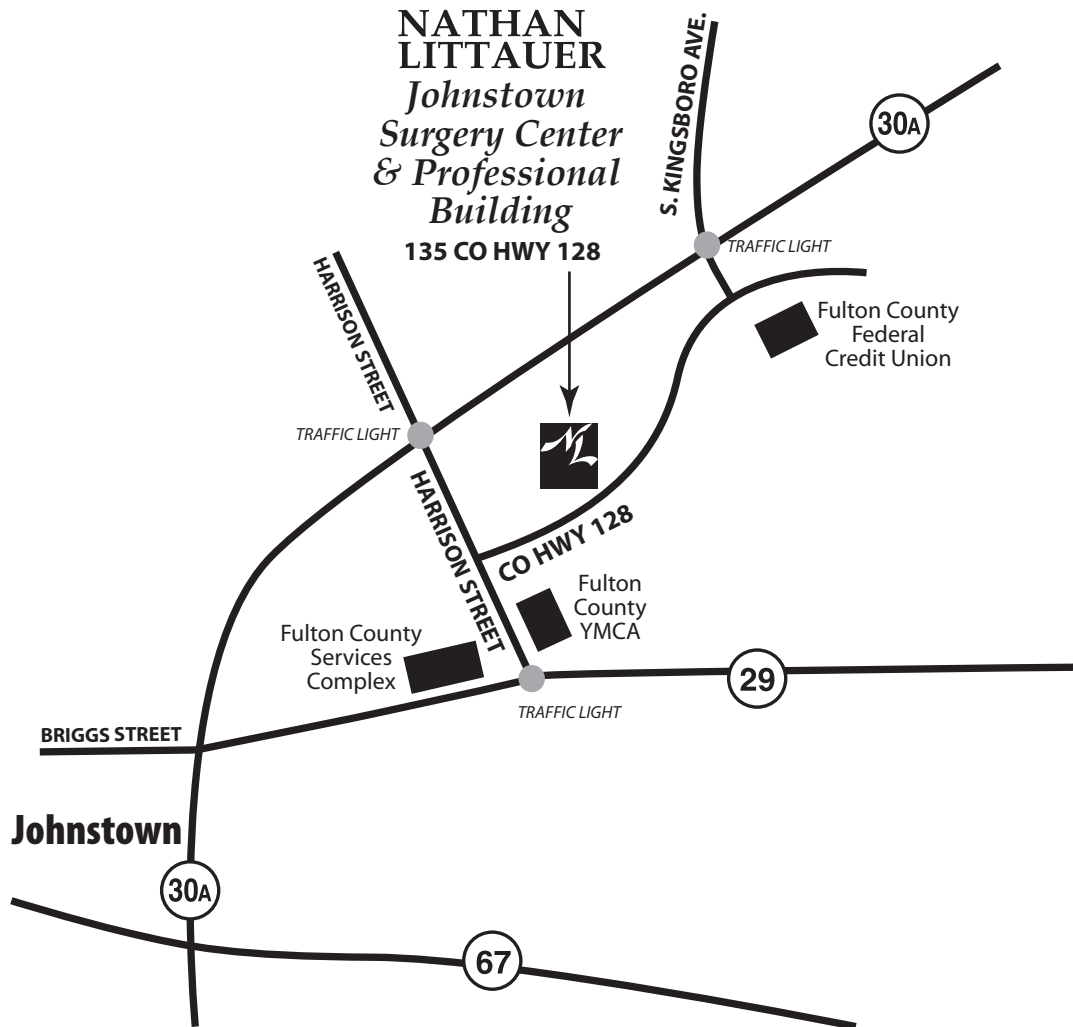 NATHAN
LITTAUER
Johnstown
Surgery Center
& Professional
Building
135 CO HWY 128
S. KINGSBORO AVE.
30A
TRAFFIC LIGHT
HARRISON STREET
Fulton County
Federal
Credit Union
TRAFFIC LIGHT
NL
HARRISON STREET
CO HWY 128
Fulton
County
YMCA
Fulton County
Services
Complex
29
TRAFFIC LIGHT
BRIGGS STREET
Johnstown
30A
67